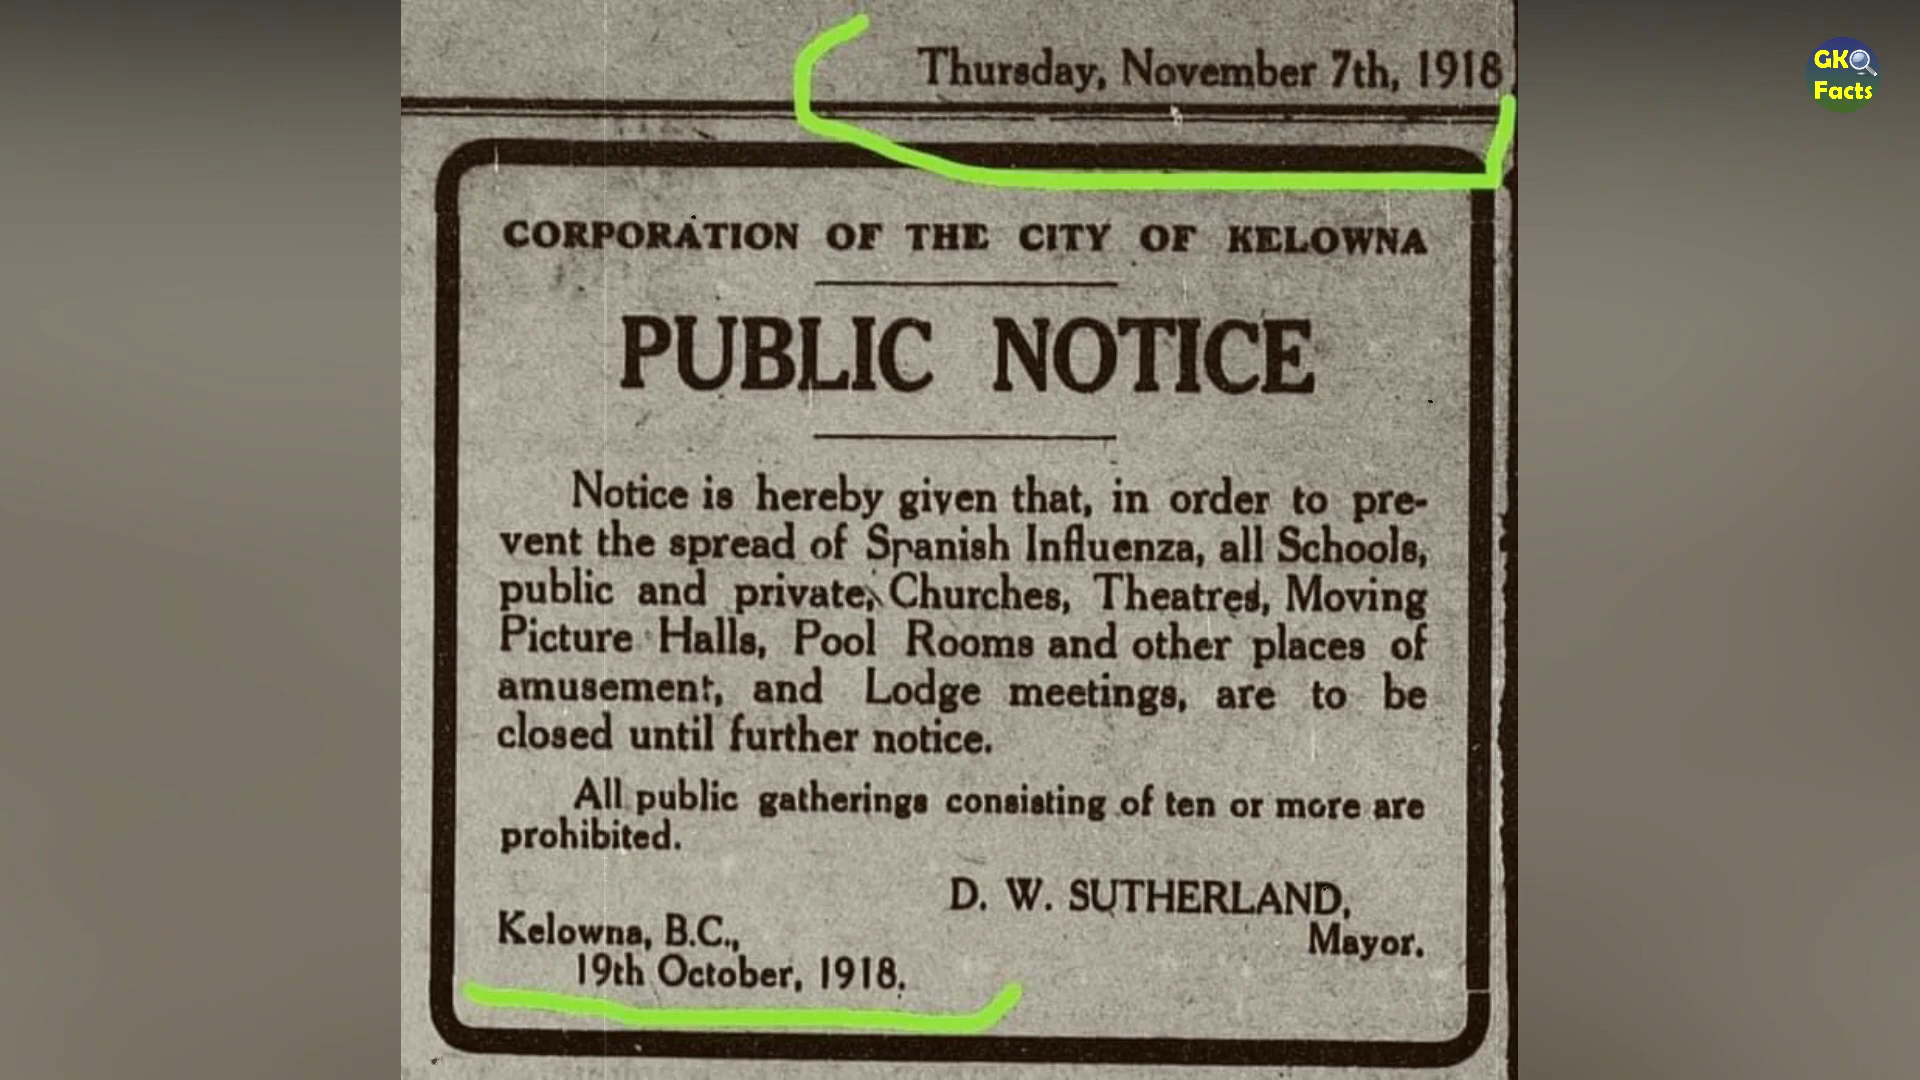 Thursday, November 7th, 1918
GK
Facts
CORPORATION OF THE CITY OF KELOWNA
PUBLIC NOTICE
Notice is hereby given that, in order to pre-
vent the spread of Spanish Influenza, all Schools,
public and private, Churches, Theatres, Moving
Picture Halls, Pool Rooms and other places of
amusement, and Lodge meetings, are to be
closed until further notice.
All public gatherings consisting of ten or more are
prohibited.
D. W. SUTHERLAND,
Mayor.
Kelowna, B.C.,
19th October, 1918.